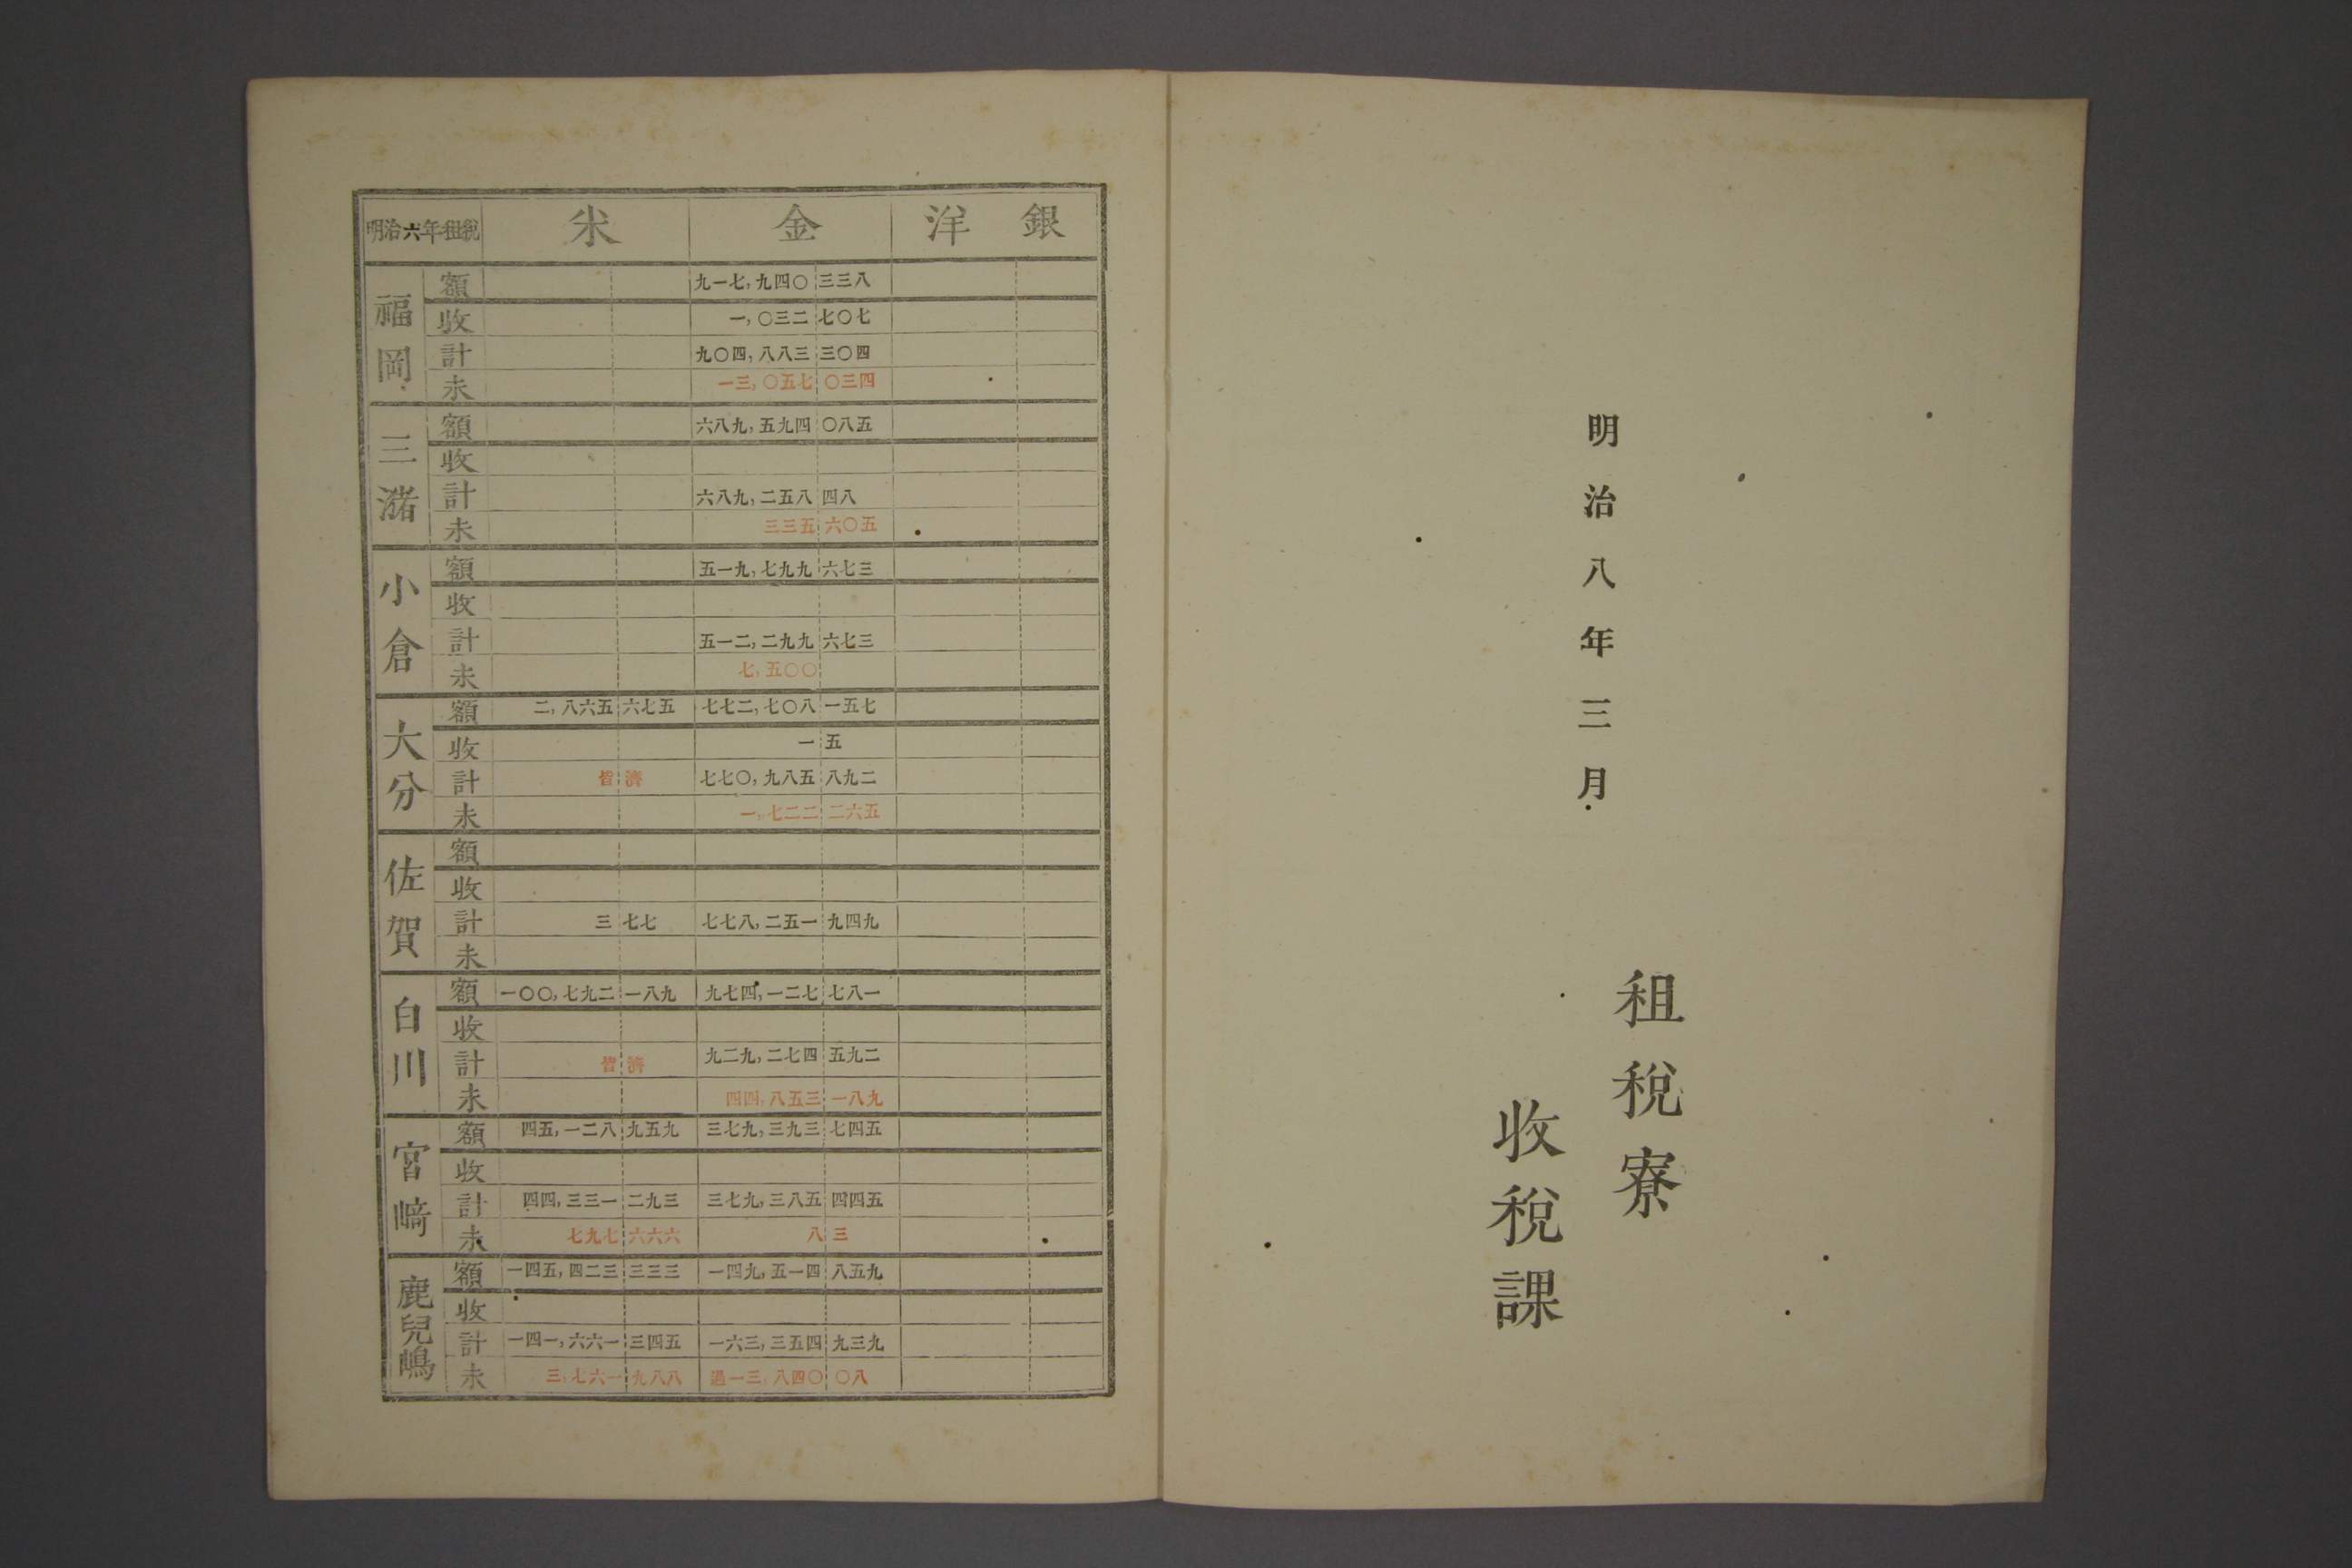 明治六年租税 米 金 洋銀
福岡
額 九一七,九四〇 三三八
收 一,〇三二 七〇七
計 九〇四,八八三 三〇四
未 一三,〇五七 〇三四
三潴
額 六八九,五九四 〇八五
收
計 六八九,二五八 四八
未 三三五 六〇五
小倉
額 五一九,七九九 六七三
收
計 五一二,二九九 六七三
未 七,五〇〇
大分
額 二,八六五 六七五 七七二,七〇八 一五七
收 一 五
計 皆濟 七七〇,九八五 八九二
未 一,七二二 二六五
佐賀
額
收
計 三 七七 七七八,二五一 九四九
未
白川
額 一〇〇,七九二 一八九 九七四,一二七 七八一
收
計 皆濟 九二九,二七四 五九二
未 四四,八五三 一八九
宮﨑
額 四五,一二八 九五九 三七九,三九三 七四五
收
計 四四,三三一 二九三 三七九,三八五 四四五
未 七九七 六六六 八 三
鹿兒嶋
額 一四五,四二三 三三三 一四九,五一四 八五九
收
計 一四一,六六一 三四五 一六三,三五四 九三九
未 三,七六一 九八八 過一三,八四〇 〇八
明治八年三月
租税寮
收税課